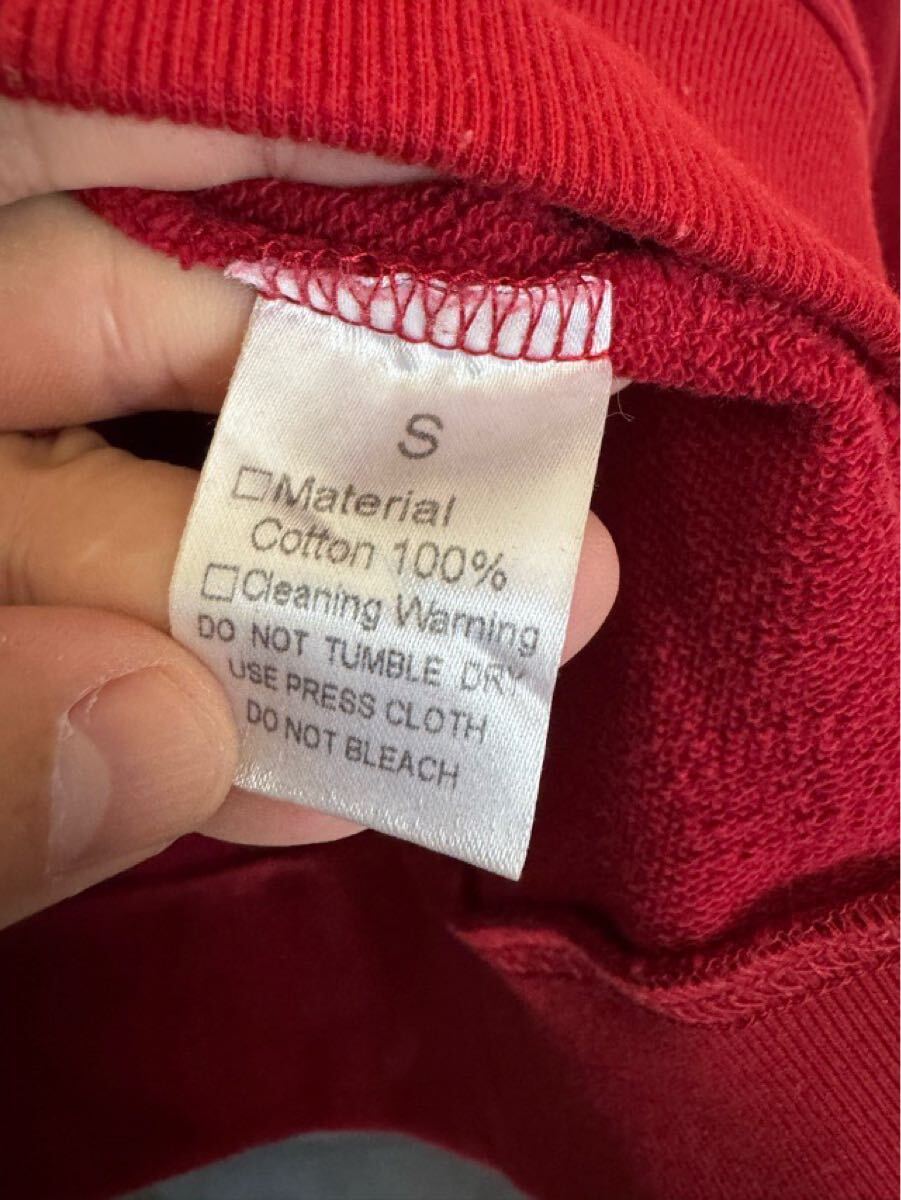 S
□Material
Cotton 100%
□Cleaning Warning
DO NOT TUMBLE DRY
USE PRESS CLOTH
DO NOT BLEACH